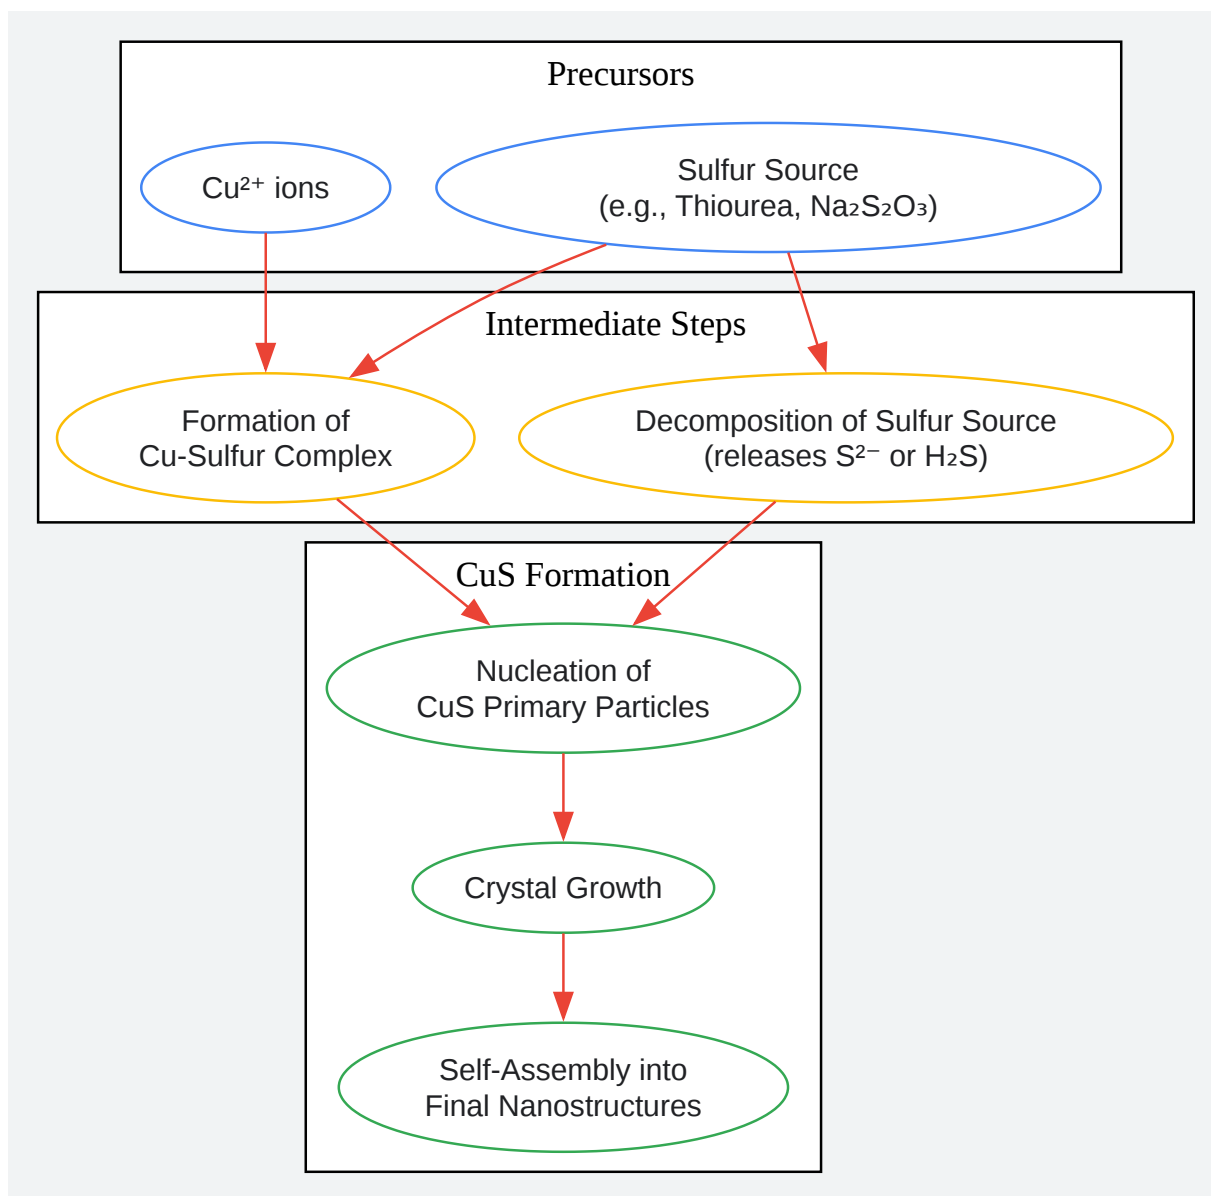 Precursors
Cu²⁺ ions
Sulfur Source
(e.g., Thiourea, Na₂S₂O₃)
Intermediate Steps
Formation of
Cu-Sulfur Complex
Decomposition of Sulfur Source
(releases S²⁻ or H₂S)
CuS Formation
Nucleation of
CuS Primary Particles
Crystal Growth
Self-Assembly into
Final Nanostructures